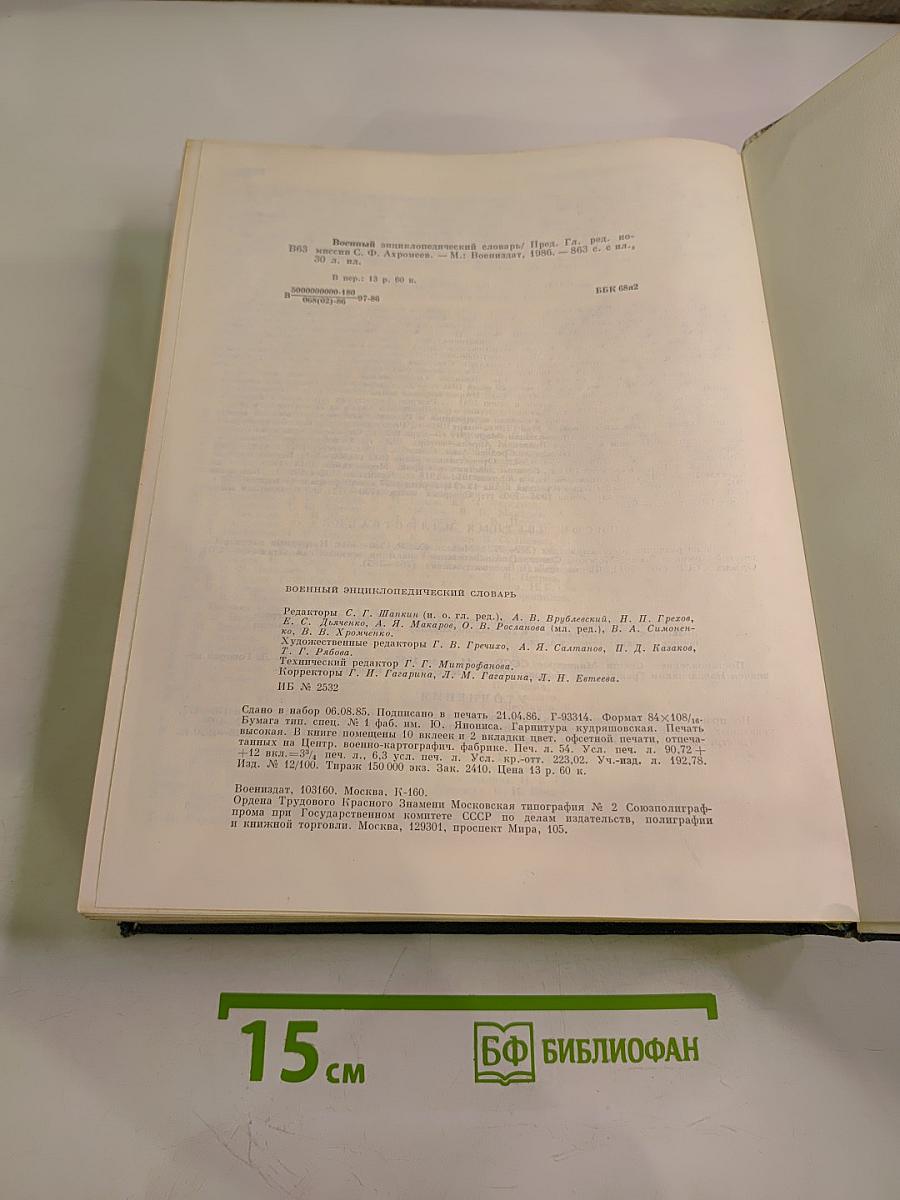 Военный энциклопедический словарь/ Пред. Гл. ред. ко-
В63 миссии С. Ф. Ахромеев. — М.: Воениздат, 1986. — 863 с. с ил.,
30 л. ил.
В пер.: 13 р. 60 к.
В 5000000000-180 97-86
068(02)-86
ББК 68я2
ВОЕННЫЙ ЭНЦИКЛОПЕДИЧЕСКИЙ СЛОВАРЬ
Редакторы С. Г. Шапкин (и. о. гл. ред.), А. В. Врублевский, Н. П. Грехов,
Е. С. Дьяченко, А. Я. Макаров, О. В. Росланова (мл. ред.), В. А. Симонен-
ко, В. В. Хромченко.
Художественные редакторы Г. В. Гречихо, А. Я. Салтанов, П. Д. Казаков,
Т. Г. Рябова.
Технический редактор Г. Г. Митрофанова.
Корректоры Г. И. Гагарина, Л. М. Гагарина, Л. Н. Евтеева.
ИБ № 2532
Сдано в набор 06.08.85. Подписано в печать 21.04.86. Г-93314. Формат 84×108/16.
Бумага тип. спец. № 1 фаб. им. Ю. Янониса. Гарнитура кудряшовская. Печать
высокая. В книге помещены 10 вклеек и 2 вкладки цвет. офсетной печати, отпеча-
танных на Центр. военно-картографич. фабрике. Печ. л. 54. Усл. печ. л. 90,72+
+12 вкл.=3³/₄ печ. л., 6,3 усл. печ. л. Усл. кр.-отт. 223,02. Уч.-изд. л. 192,78.
Изд. № 12/100. Тираж 150 000 экз. Зак. 2410. Цена 13 р. 60 к.
Воениздат, 103160. Москва, К-160.
Ордена Трудового Красного Знамени Московская типография № 2 Союзполиграф-
прома при Государственном комитете СССР по делам издательств, полиграфии
и книжной торговли. Москва, 129301, проспект Мира, 105.
15 см
БФ БИБЛИОФАН